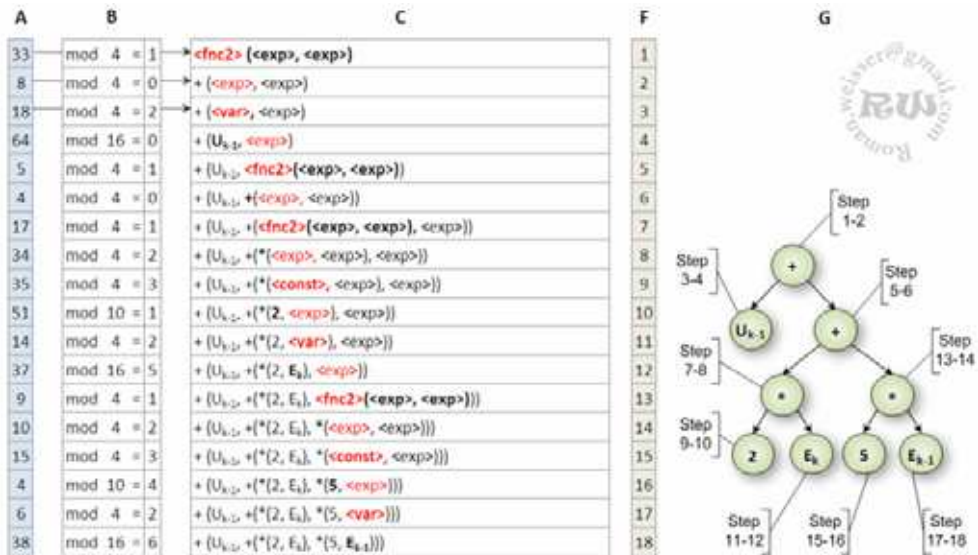 A B C F G
33 mod 4 = 1 <fnc2> (<exp>, <exp>) 1
8 mod 4 = 0 + (<exp>, <exp>) 2
18 mod 4 = 2 + (<var>, <exp>) 3
64 mod 16 = 0 + (Uk-1, <exp>) 4
5 mod 4 = 1 + (Uk-1, <fnc2>(<exp>, <exp>)) 5
4 mod 4 = 0 + (Uk-1, +(<exp>, <exp>)) 6
17 mod 4 = 1 + (Uk-1, +(<fnc2>(<exp>, <exp>), <exp>)) 7
34 mod 4 = 2 + (Uk-1, +(*(<exp>, <exp>), <exp>)) 8
35 mod 4 = 3 + (Uk-1, +(*(<const>, <exp>), <exp>)) 9
51 mod 10 = 1 + (Uk-1, +(*(2, <exp>), <exp>)) 10
14 mod 4 = 2 + (Uk-1, +(*(2, <var>), <exp>)) 11
37 mod 16 = 5 + (Uk-1, +(*(2, Ek), <exp>)) 12
9 mod 4 = 1 + (Uk-1, +(*(2, Ek), <fnc2>(<exp>, <exp>))) 13
10 mod 4 = 2 + (Uk-1, +(*(2, Ek), *(<exp>, <exp>))) 14
15 mod 4 = 3 + (Uk-1, +(*(2, Ek), *(<const>, <exp>))) 15
4 mod 10 = 4 + (Uk-1, +(*(2, Ek), *(5, <exp>))) 16
6 mod 4 = 2 + (Uk-1, +(*(2, Ek), *(5, <var>))) 17
38 mod 16 = 6 + (Uk-1, +(*(2, Ek), *(5, Ek-1))) 18
Roman.weisser@gmail.com
RW
Step
1-2
+
Step
3-4
Step
5-6
Uk-1
+
Step
7-8
Step
13-14
*
*
Step
9-10
2
Ek
5
Ek-1
Step
11-12
Step
15-16
Step
17-18